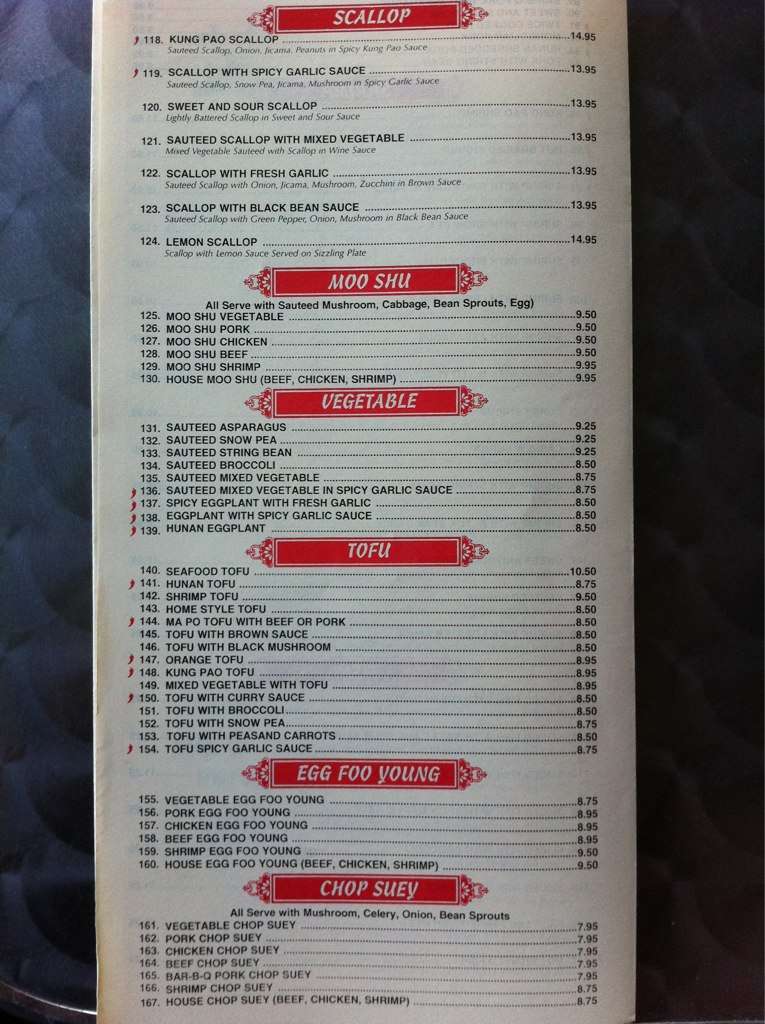 SCALLOP
118. KUNG PAO SCALLOP 14.95
Sauteed Scallop, Onion, Jicama, Peanuts in Spicy Kung Pao Sauce
119. SCALLOP WITH SPICY GARLIC SAUCE 13.95
Sauteed Scallop, Snow Pea, Jicama, Mushroom in Spicy Garlic Sauce
120. SWEET AND SOUR SCALLOP 13.95
Lightly Battered Scallop in Sweet and Sour Sauce
121. SAUTEED SCALLOP WITH MIXED VEGETABLE 13.95
Mixed Vegetable Sauteed with Scallop in Wine Sauce
122. SCALLOP WITH FRESH GARLIC 13.95
Sauteed Scallop with Onion, Jicama, Mushroom, Zucchini in Brown Sauce
123. SCALLOP WITH BLACK BEAN SAUCE 13.95
Sauteed Scallop with Green Pepper, Onion, Mushroom in Black Bean Sauce
124. LEMON SCALLOP 14.95
Scallop with Lemon Sauce Served on Sizzling Plate
MOO SHU
All Serve with Sauteed Mushroom, Cabbage, Bean Sprouts, Egg)
125. MOO SHU VEGETABLE 9.50
126. MOO SHU PORK 9.50
127. MOO SHU CHICKEN 9.50
128. MOO SHU BEEF 9.50
129. MOO SHU SHRIMP 9.95
130. HOUSE MOO SHU (BEEF, CHICKEN, SHRIMP) 9.95
VEGETABLE
131. SAUTEED ASPARAGUS 9.25
132. SAUTEED SNOW PEA 9.25
133. SAUTEED STRING BEAN 9.25
134. SAUTEED BROCCOLI 8.50
135. SAUTEED MIXED VEGETABLE 8.75
136. SAUTEED MIXED VEGETABLE IN SPICY GARLIC SAUCE 8.75
137. SPICY EGGPLANT WITH FRESH GARLIC 8.50
138. EGGPLANT WITH SPICY GARLIC SAUCE 8.50
139. HUNAN EGGPLANT 8.50
TOFU
140. SEAFOOD TOFU 10.50
141. HUNAN TOFU 8.75
142. SHRIMP TOFU 9.50
143. HOME STYLE TOFU 8.50
144. MA PO TOFU WITH BEEF OR PORK 8.50
145. TOFU WITH BROWN SAUCE 8.50
146. TOFU WITH BLACK MUSHROOM 8.50
147. ORANGE TOFU 8.95
148. KUNG PAO TOFU 8.95
149. MIXED VEGETABLE WITH TOFU 8.95
150. TOFU WITH CURRY SAUCE 8.50
151. TOFU WITH BROCCOLI 8.50
152. TOFU WITH SNOW PEA 8.75
153. TOFU WITH PEASAND CARROTS 8.50
154. TOFU SPICY GARLIC SAUCE 8.75
EGG FOO YOUNG
155. VEGETABLE EGG FOO YOUNG 8.75
156. PORK EGG FOO YOUNG 8.95
157. CHICKEN EGG FOO YOUNG 8.95
158. BEEF EGG FOO YOUNG 8.95
159. SHRIMP EGG FOO YOUNG 9.50
160. HOUSE EGG FOO YOUNG (BEEF, CHICKEN, SHRIMP) 9.50
CHOP SUEY
All Serve with Mushroom, Celery, Onion, Bean Sprouts
161. VEGETABLE CHOP SUEY 7.95
162. PORK CHOP SUEY 7.95
163. CHICKEN CHOP SUEY 7.95
164. BEEF CHOP SUEY 7.95
165. BAR-B-Q PORK CHOP SUEY 7.95
166. SHRIMP CHOP SUEY 8.75
167. HOUSE CHOP SUEY (BEEF, CHICKEN, SHRIMP) 8.75